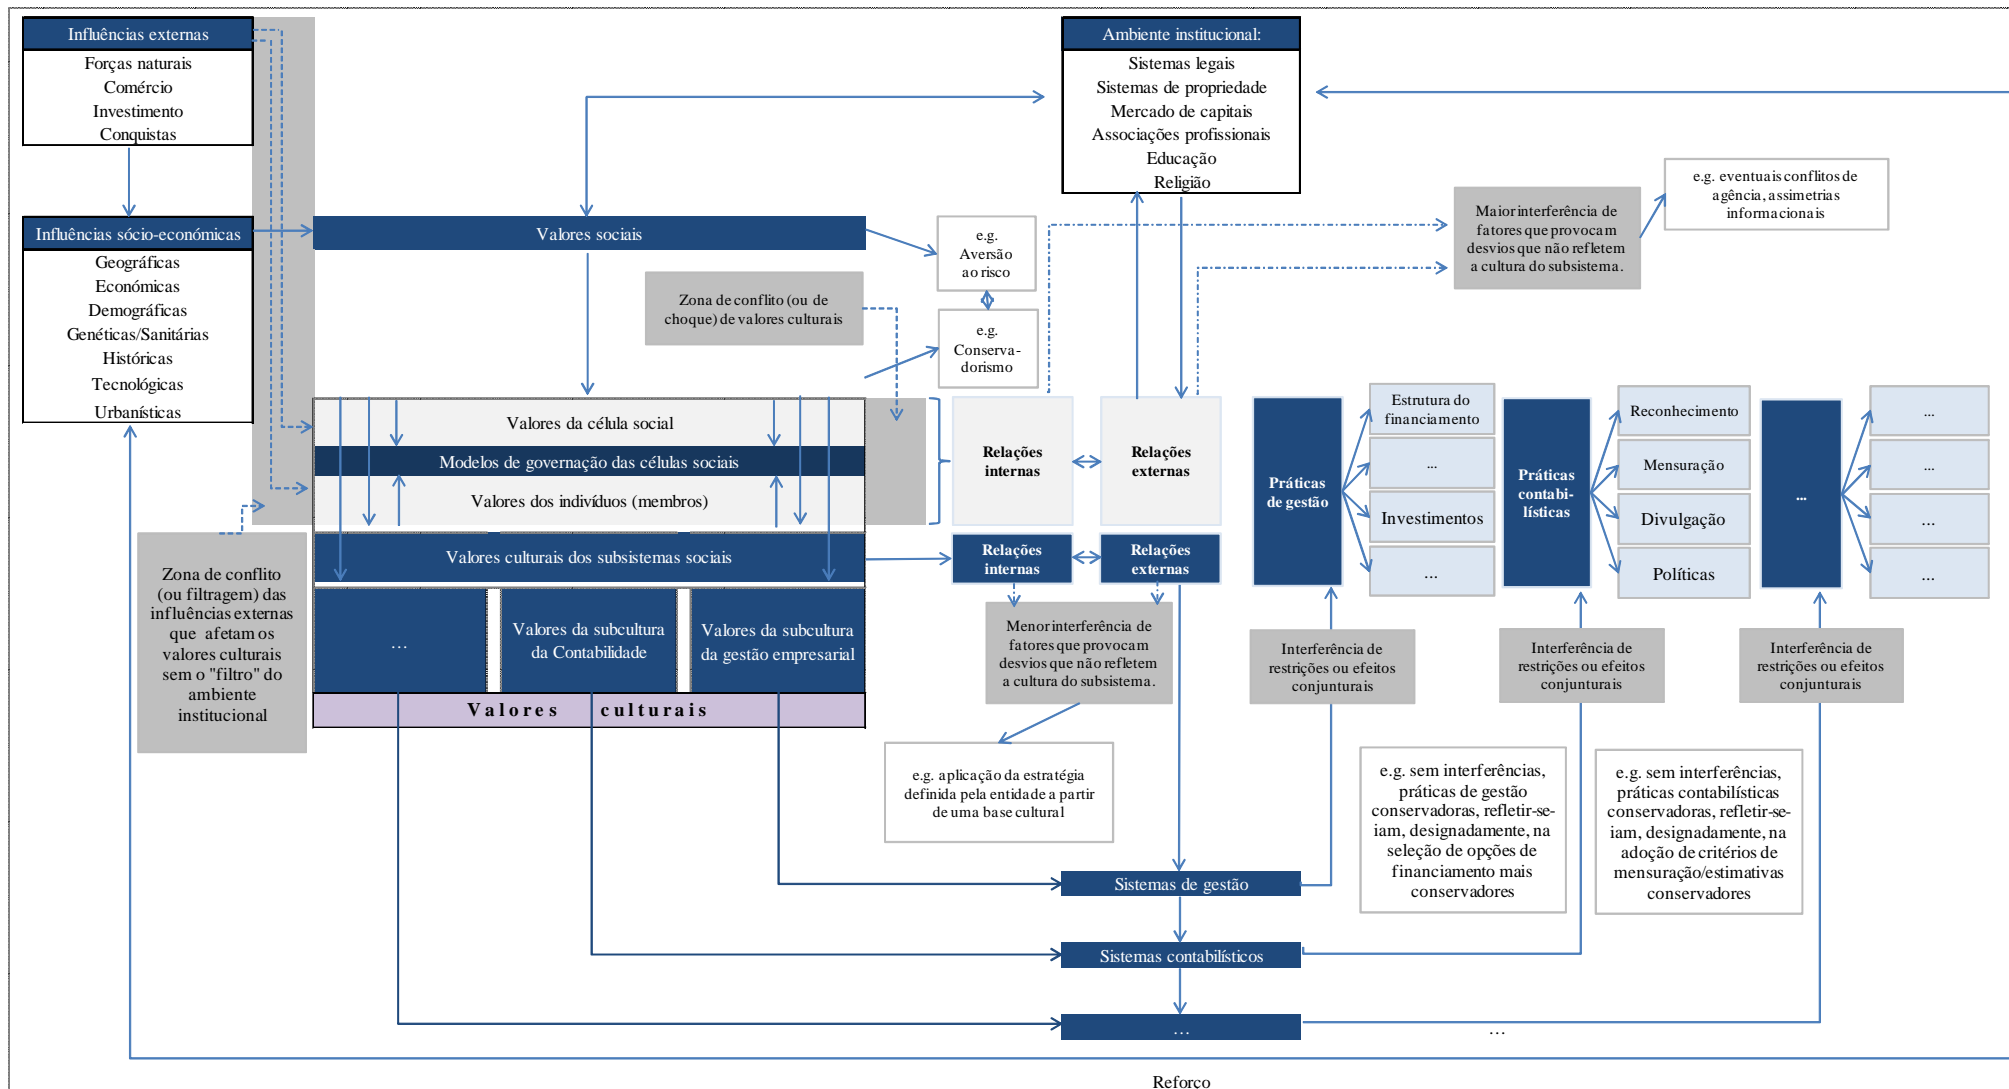 Influências externas
Forças naturais
Comércio
Investimento
Conquistas
Influências sócio-económicas
Geográficas
Económicas
Demográficas
Genéticas/Sanitárias
Históricas
Tecnológicas
Urbanísticas
Zona de conflito
(ou filtragem) das
influências externas
que afetam os
valores culturais
sem o "filtro" do
ambiente
institucional
Valores sociais
Zona de conflito (ou de
choque) de valores culturais
e.g.
Aversão
ao risco
e.g.
Conserva-
dorismo
Valores da célula social
Modelos de governação das células sociais
Valores dos indivíduos (membros)
Valores culturais dos subsistemas sociais
…
Valores da subcultura
da Contabilidade
Valores da subcultura
da gestão empresarial
Valores culturais
Ambiente institucional:
Sistemas legais
Sistemas de propriedade
Mercado de capitais
Associações profissionais
Educação
Religião
Maior interferência de
fatores que provocam
desvios que não refletem
a cultura do subsistema.
e.g. eventuais conflitos de
agência, assimetrias
informacionais
Relações
internas
Relações
externas
Relações
internas
Relações
externas
Menor interferência de
fatores que provocam
desvios que não refletem
a cultura do subsistema.
e.g. aplicação da estratégia
definida pela entidade a partir
de uma base cultural
Práticas
de gestão
Estrutura do
financiamento
...
Investimentos
...
Práticas
contabi-
lísticas
Reconhecimento
Mensuração
Divulgação
Políticas
...
...
...
...
...
Interferência de
restrições ou efeitos
conjunturais
Interferência de
restrições ou efeitos
conjunturais
Interferência de
restrições ou efeitos
conjunturais
e.g. sem interferências,
práticas de gestão
conservadoras, refletir-se-
iam, designadamente, na
seleção de opções de
financiamento mais
conservadores
e.g. sem interferências,
práticas contabilísticas
conservadoras, refletir-se-
iam, designadamente, na
adoção de critérios de
mensuração/estimativas
conservadores
Sistemas de gestão
Sistemas contabilísticos
…
…
Reforço